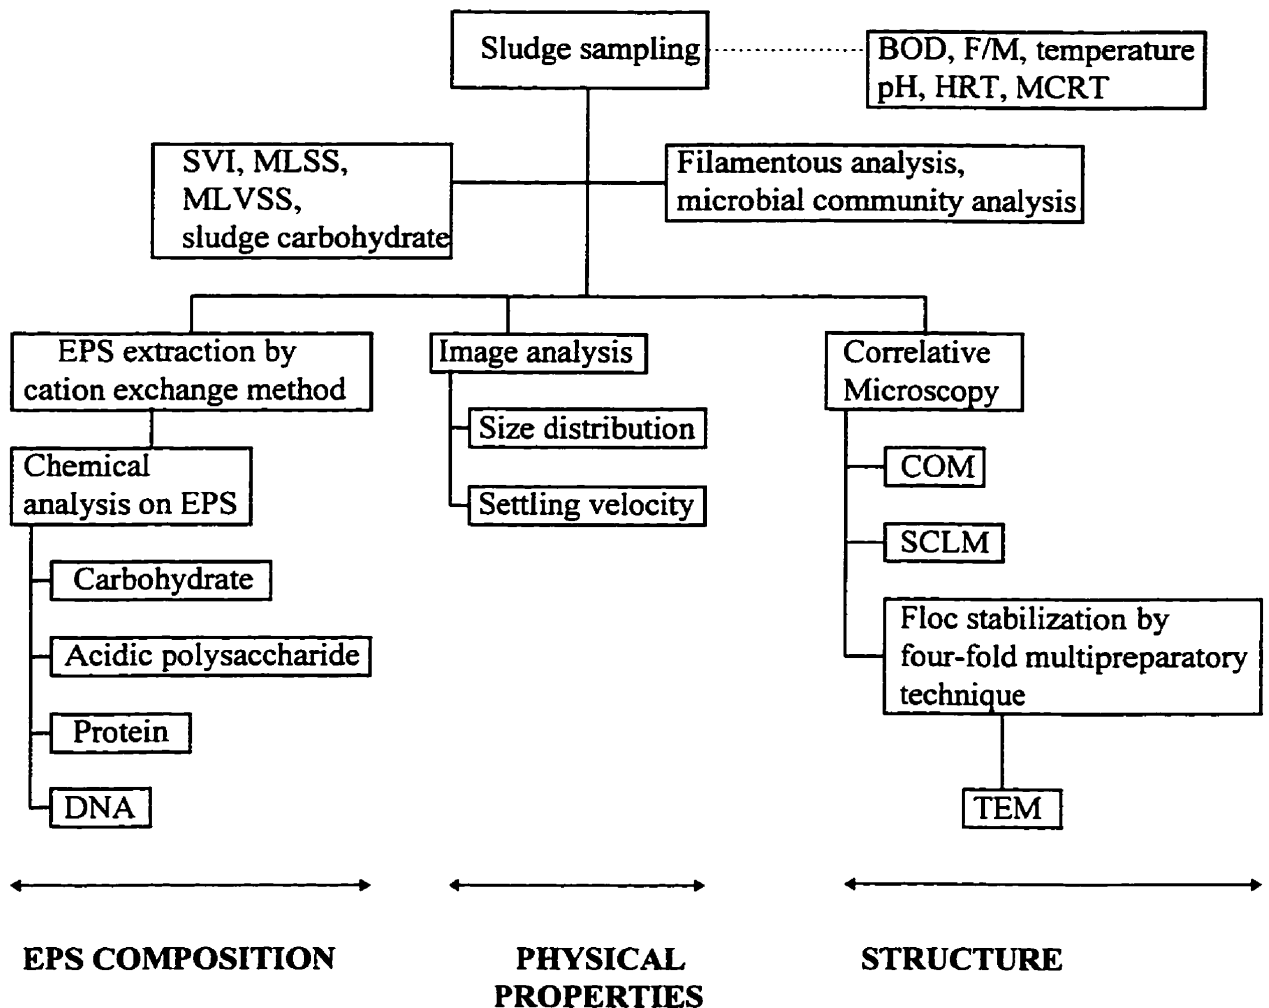 Sludge sampling
BOD, F/M, temperature
pH, HRT, MCRT
SVI, MLSS,
MLVSS,
sludge carbohydrate
Filamentous analysis,
microbial community analysis
EPS extraction by
cation exchange method
Chemical
analysis on EPS
Carbohydrate
Acidic polysaccharide
Protein
DNA
Image analysis
Size distribution
Settling velocity
Correlative
Microscopy
COM
SCLM
Floc stabilization by
four-fold multipreparatory
technique
TEM
EPS COMPOSITION
PHYSICAL
PROPERTIES
STRUCTURE